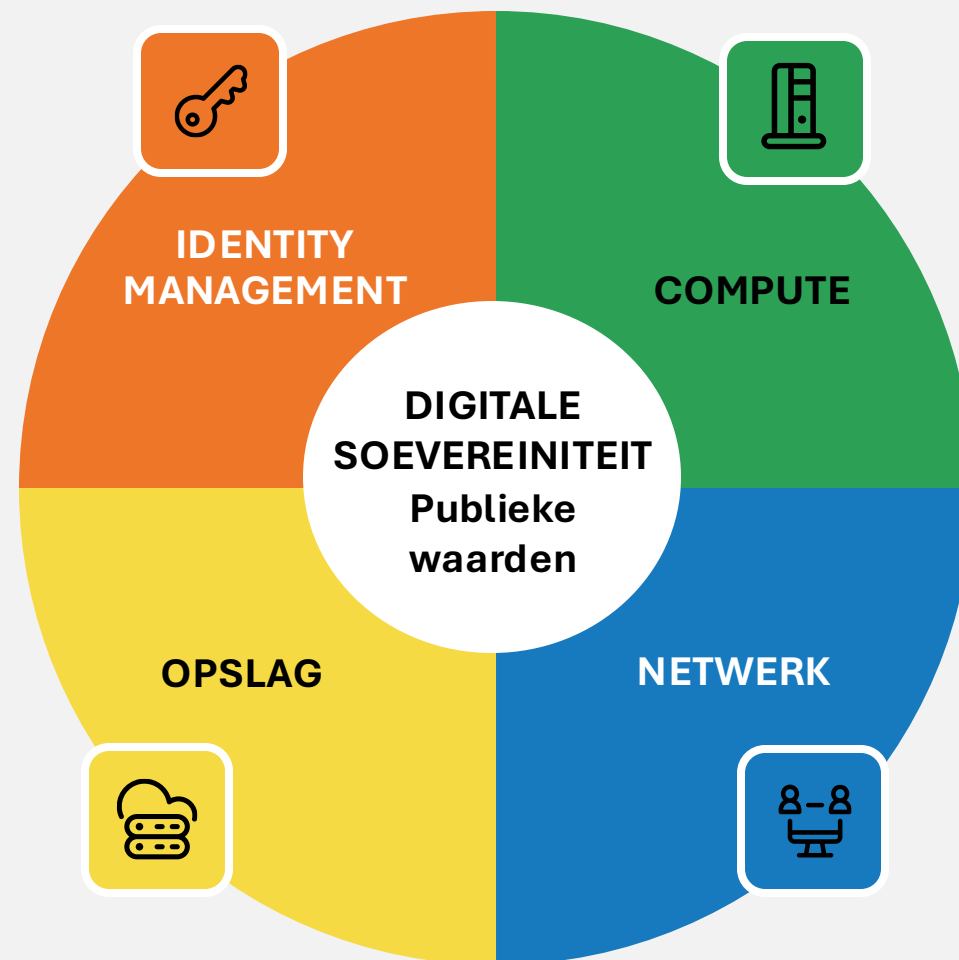 IDENTITY
MANAGEMENT
COMPUTE
DIGITALE
SOEVEREINITEIT
Publieke
waarden
OPSLAG
NETWERK